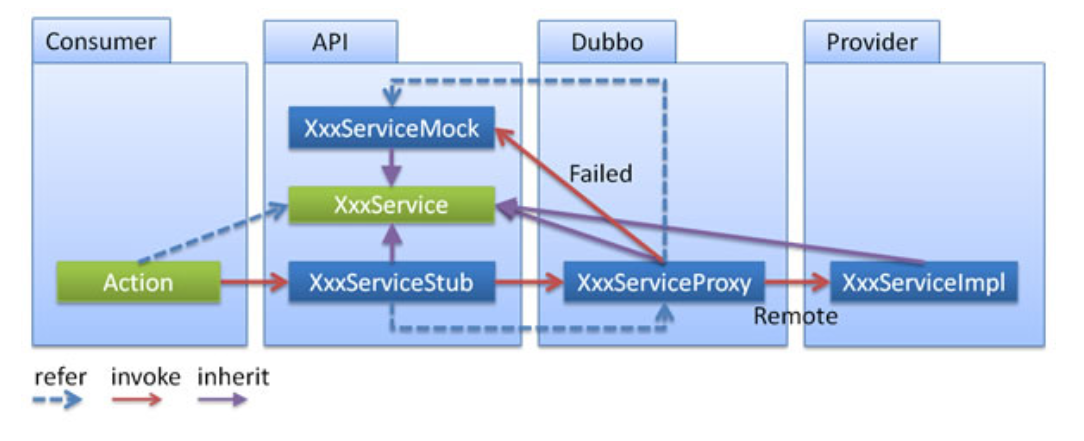 Consumer
API
Dubbo
Provider
XxxServiceMock
Failed
XxxService
Action
XxxServiceStub
XxxServiceProxy
XxxServiceImpl
Remote
refer
invoke
inherit